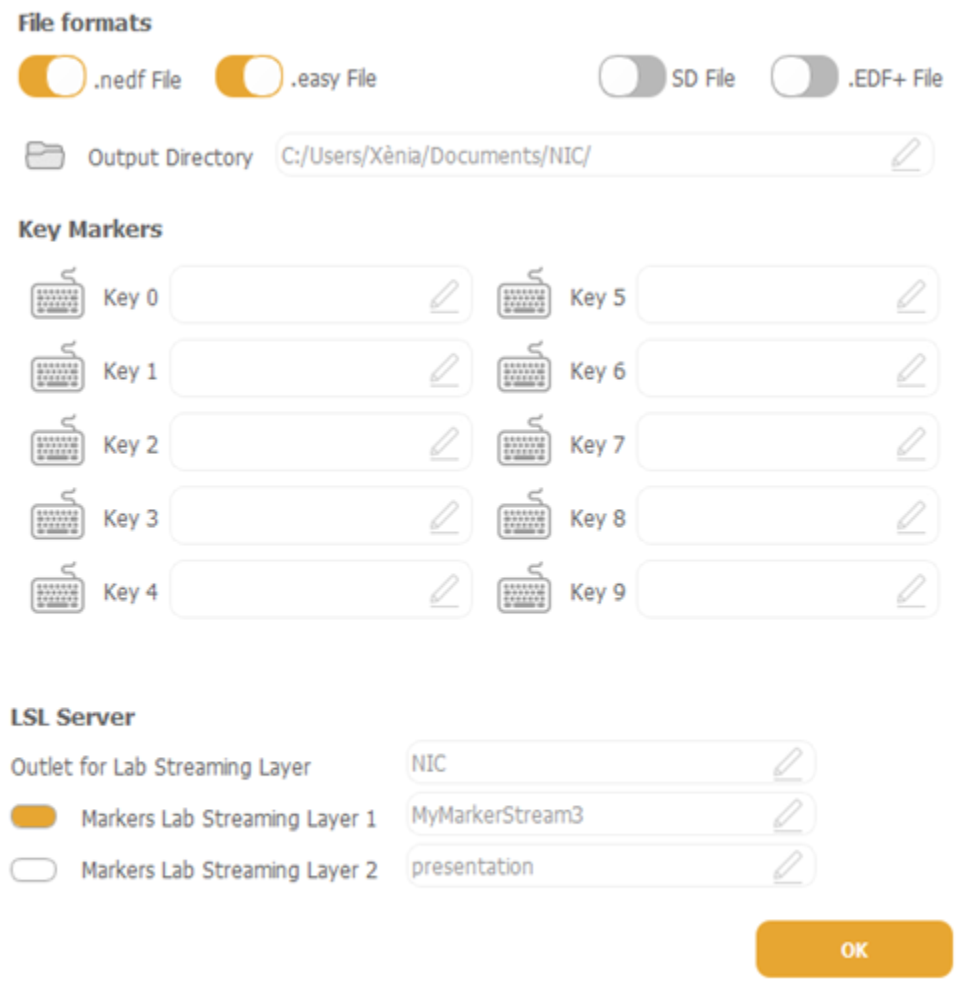 File formats
.nedf File .easy File SD File .EDF+ File
Output Directory C:/Users/Xènia/Documents/NIC/
Key Markers
Key 0 Key 5
Key 1 Key 6
Key 2 Key 7
Key 3 Key 8
Key 4 Key 9
LSL Server
Outlet for Lab Streaming Layer NIC
Markers Lab Streaming Layer 1 MyMarkerStream3
Markers Lab Streaming Layer 2 presentation
OK